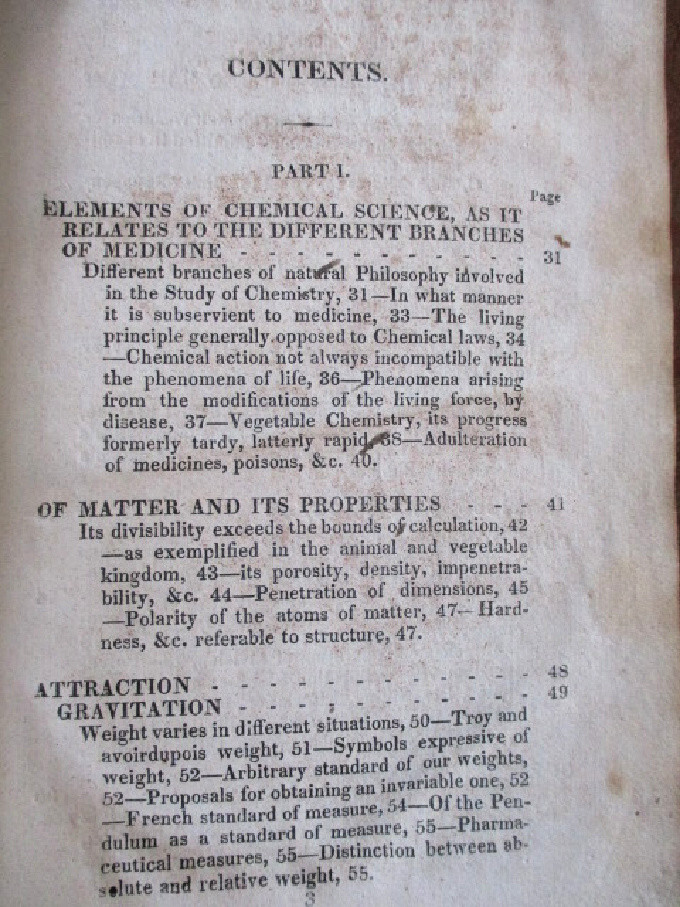 CONTENTS.
PART I.
Page
ELEMENTS OF CHEMICAL SCIENCE, AS IT
RELATES TO THE DIFFERENT BRANCHES
OF MEDICINE - - - - - - - - - - 31
Different branches of natural Philosophy involved
in the Study of Chemistry, 31—In what manner
it is subservient to medicine, 33—The living
principle generally opposed to Chemical laws, 34
—Chemical action not always incompatible with
the phenomena of life, 36—Phenomena arising
from the modifications of the living force, by
disease, 37—Vegetable Chemistry, its progress
formerly tardy, latterly rapid, 38—Adulteration
of medicines, poisons, &c. 40.
OF MATTER AND ITS PROPERTIES - - - 41
Its divisibility exceeds the bounds of calculation, 42
—as exemplified in the animal and vegetable
kingdom, 43—its porosity, density, impenetra-
bility, &c. 44—Penetration of dimensions, 45
—Polarity of the atoms of matter, 47—Hard-
ness, &c. referable to structure, 47.
ATTRACTION - - - - - - - - - - - 48
GRAVITATION - - - - - - - - - - 49
Weight varies in different situations, 50—Troy and
avoirdupois weight, 51—Symbols expressive of
weight, 52—Arbitrary standard of our weights,
52—Proposals for obtaining an invariable one, 52
—French standard of measure, 54—Of the Pen-
dulum as a standard of measure, 55—Pharma-
ceutical measures, 55—Distinction between ab-
solute and relative weight, 55.
3